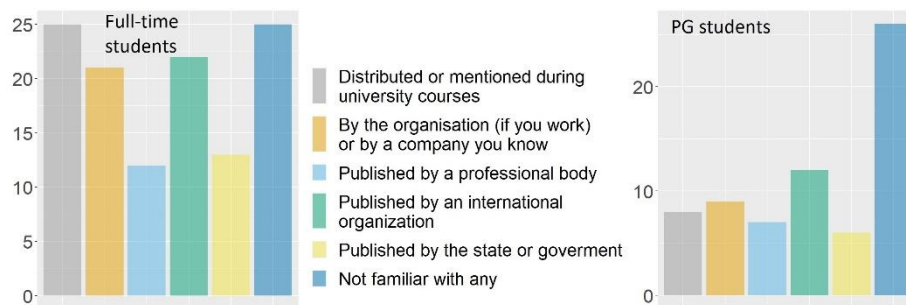 25
20
15
10
5
0
Full-time
students
Distributed or mentioned during
university courses
By the organisation (if you work)
or by a company you know
Published by a professional body
Published by an international
organization
Published by the state or goverment
Not familiar with any
PG students
20
10
0